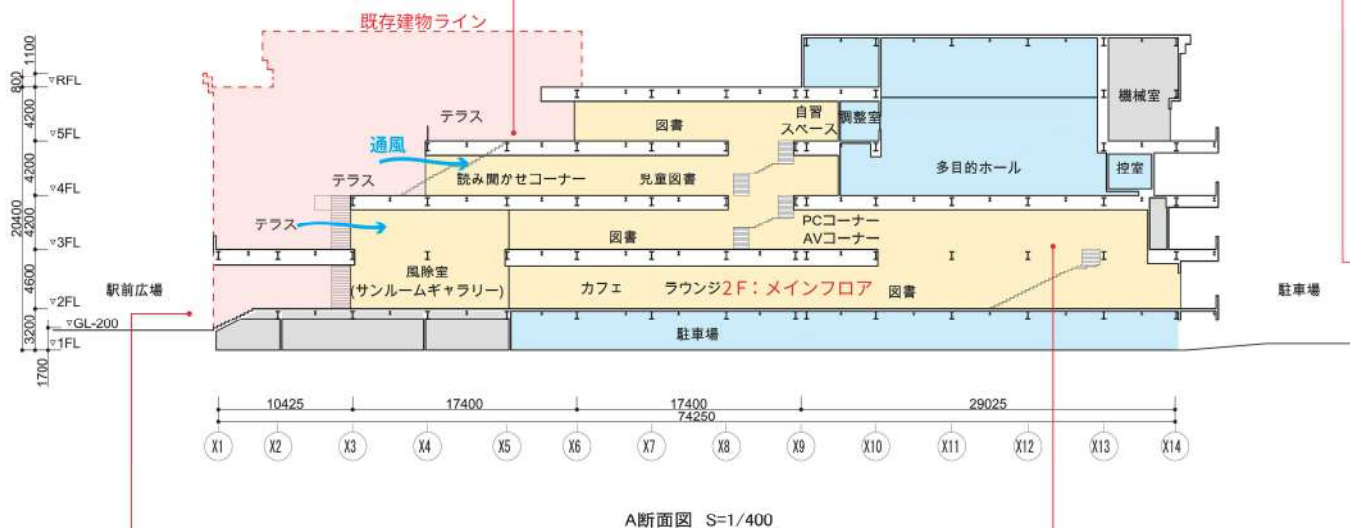 既存建物ライン
1100
800
▽RFL
4200
▽5FL
4200
▽4FL
20400
4200
▽3FL
4600
▽2FL
▽GL-200
3200
▽1FL
1700
テラス
通風
テラス
テラス
図書
自習
スペース
調整室
機械室
読み聞かせコーナー
児童図書
多目的ホール
控室
図書
PCコーナー
AVコーナー
風除室
(サンルームギャラリー)
カフェ
ラウンジ
2F：メインフロア
図書
駅前広場
駐車場
駐車場
10425
17400
17400
29025
74250
X1
X2
X3
X4
X5
X6
X7
X8
X9
X10
X11
X12
X13
X14
A断面図 S=1/400